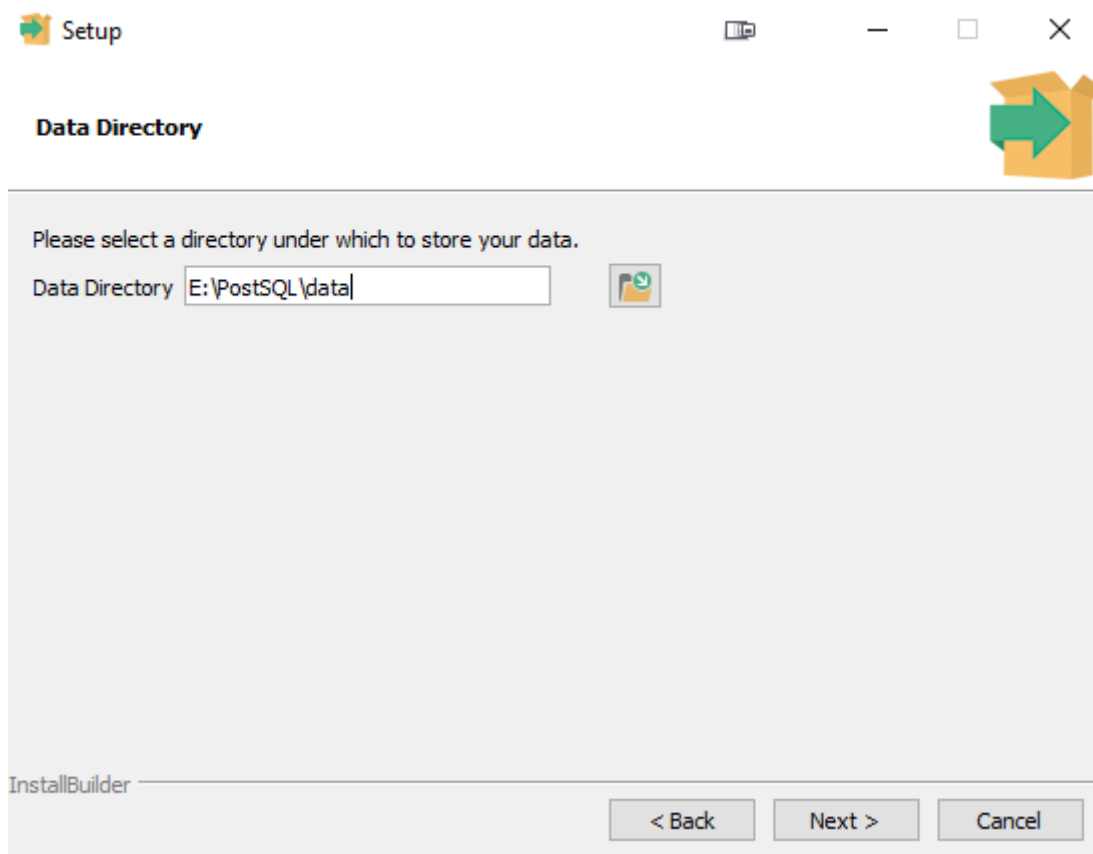 Setup
Data Directory
Please select a directory under which to store your data.
Data Directory E:\PostSQL\data
InstallBuilder
< Back Next > Cancel